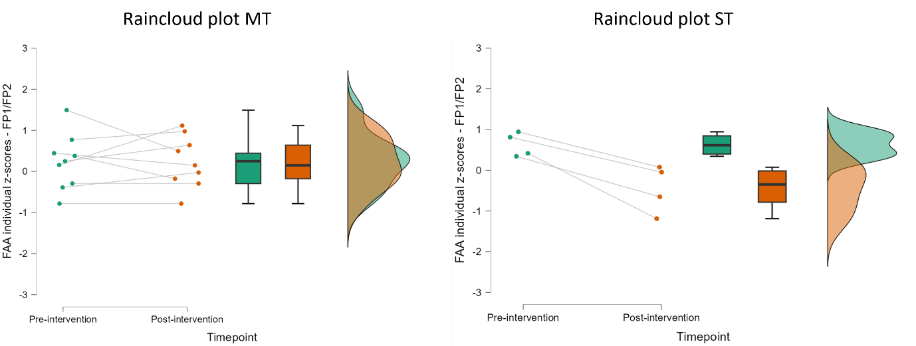 Raincloud plot MT
FAA individual z-scores - FP1/FP2
3
2
1
0
-1
-2
-3
Pre-intervention
Post-intervention
Timepoint
Raincloud plot ST
FAA individual z-scores - FP1/FP2
3
2
1
0
-1
-2
-3
Pre-intervention
Post-intervention
Timepoint